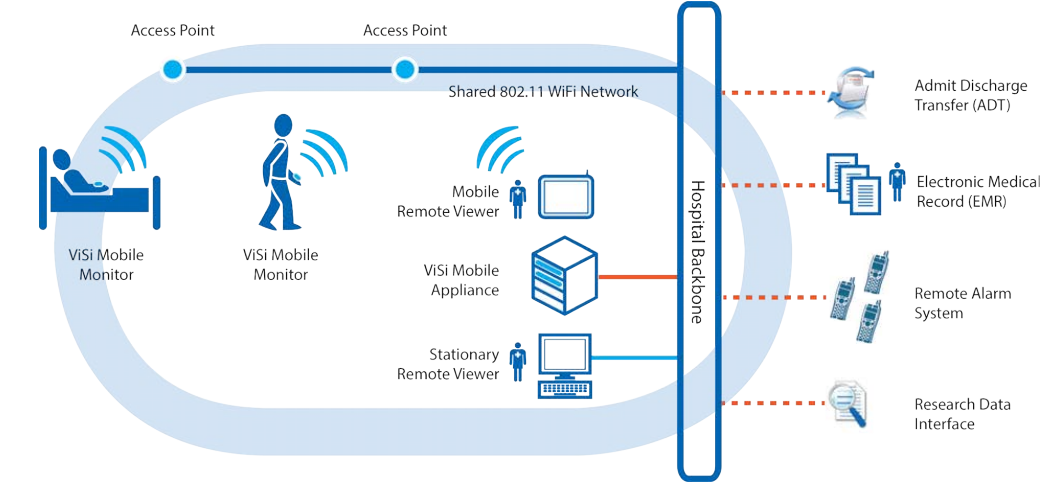 Access Point
Access Point
Shared 802.11 WiFi Network
Admit Discharge
Transfer (ADT)
Mobile
Remote Viewer
Electronic Medical
Record (EMR)
Hospital Backbone
ViSi Mobile
Monitor
ViSi Mobile
Monitor
ViSi Mobile
Appliance
Remote Alarm
System
Stationary
Remote Viewer
Research Data
Interface